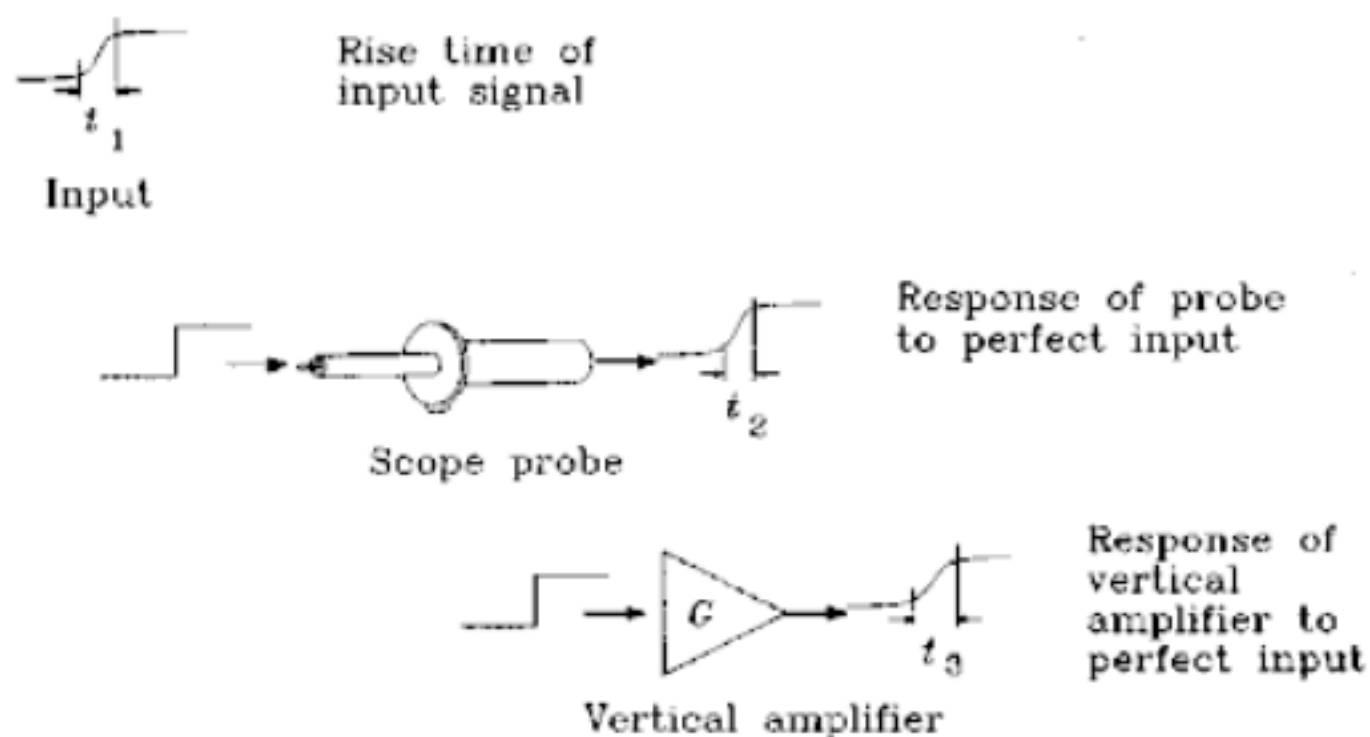 Rise time of
input signal
t1
Input
Response of probe
to perfect input
t2
Scope probe
Response of
vertical
amplifier to
perfect input
G
t3
Vertical amplifier